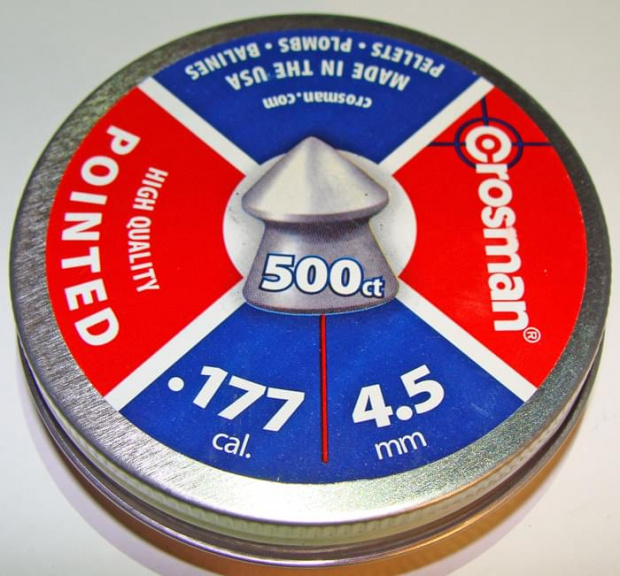 PELLETS • PLOMBS • BALINES
MADE IN THE USA
crosman.com
Crosman®
HIGH QUALITY
POINTED
500ct
.177
cal.
4.5
mm